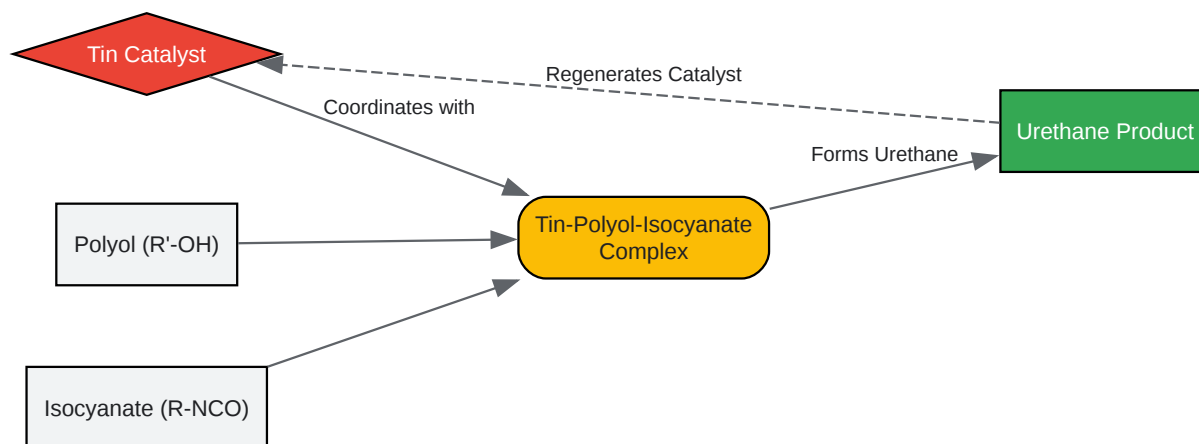 Tin Catalyst
Regenerates Catalyst
Coordinates with
Urethane Product
Forms Urethane
Tin-Polyol-Isocyanate
Complex
Polyol (R'-OH)
Isocyanate (R-NCO)